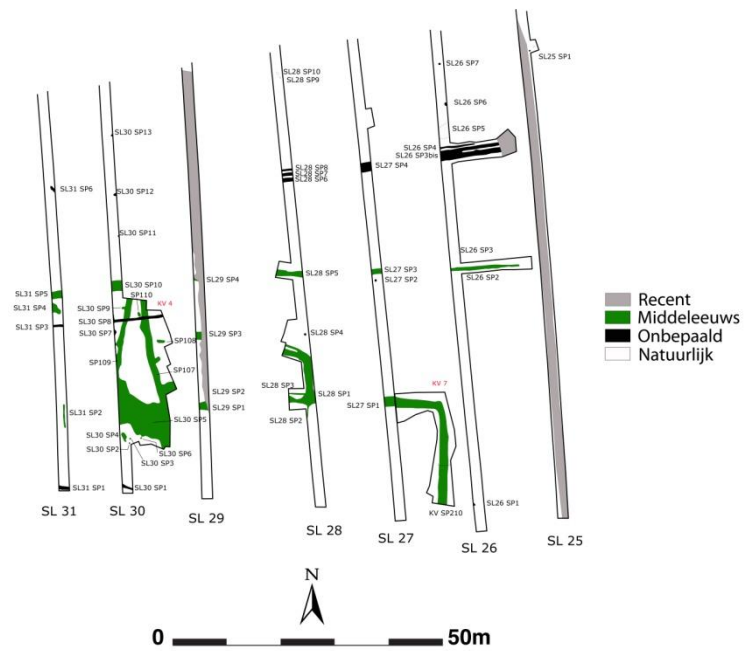 SL25 SP1
SL26 SP7
SL28 SP10
SL28 SP9
SL26 SP6
SL26 SP5
SL30 SP13
SL26 SP4
SL26 SP3bis
SL28 SP8
SL28 SP7
SL28 SP6
SL27 SP4
SL31 SP6
SL30 SP12
SL30 SP11
SL26 SP3
SL28 SP5
SL27 SP3
SL27 SP2
SL26 SP2
SL29 SP4
SL30 SP10
SP110
SL31 SP5
SL31 SP4
SL30 SP9
KV 4
SL30 SP8
SL31 SP3
SL30 SP7
SL28 SP4
SL29 SP3
SP108
SP109
SP107
SL28 SP3
SL28 SP1
KV 7
SL29 SP2
SL29 SP1
SL27 SP1
SL31 SP2
SL28 SP2
SL30 SP5
SL30 SP4
SL30 SP2
SL30 SP3
SL30 SP6
SL31 SP1
SL30 SP1
KV SP210
SL26 SP1
SL 31
SL 30
SL 29
SL 28
SL 27
SL 26
SL 25
Recent
Middeleeuws
Onbepaald
Natuurlijk
N
0
50m